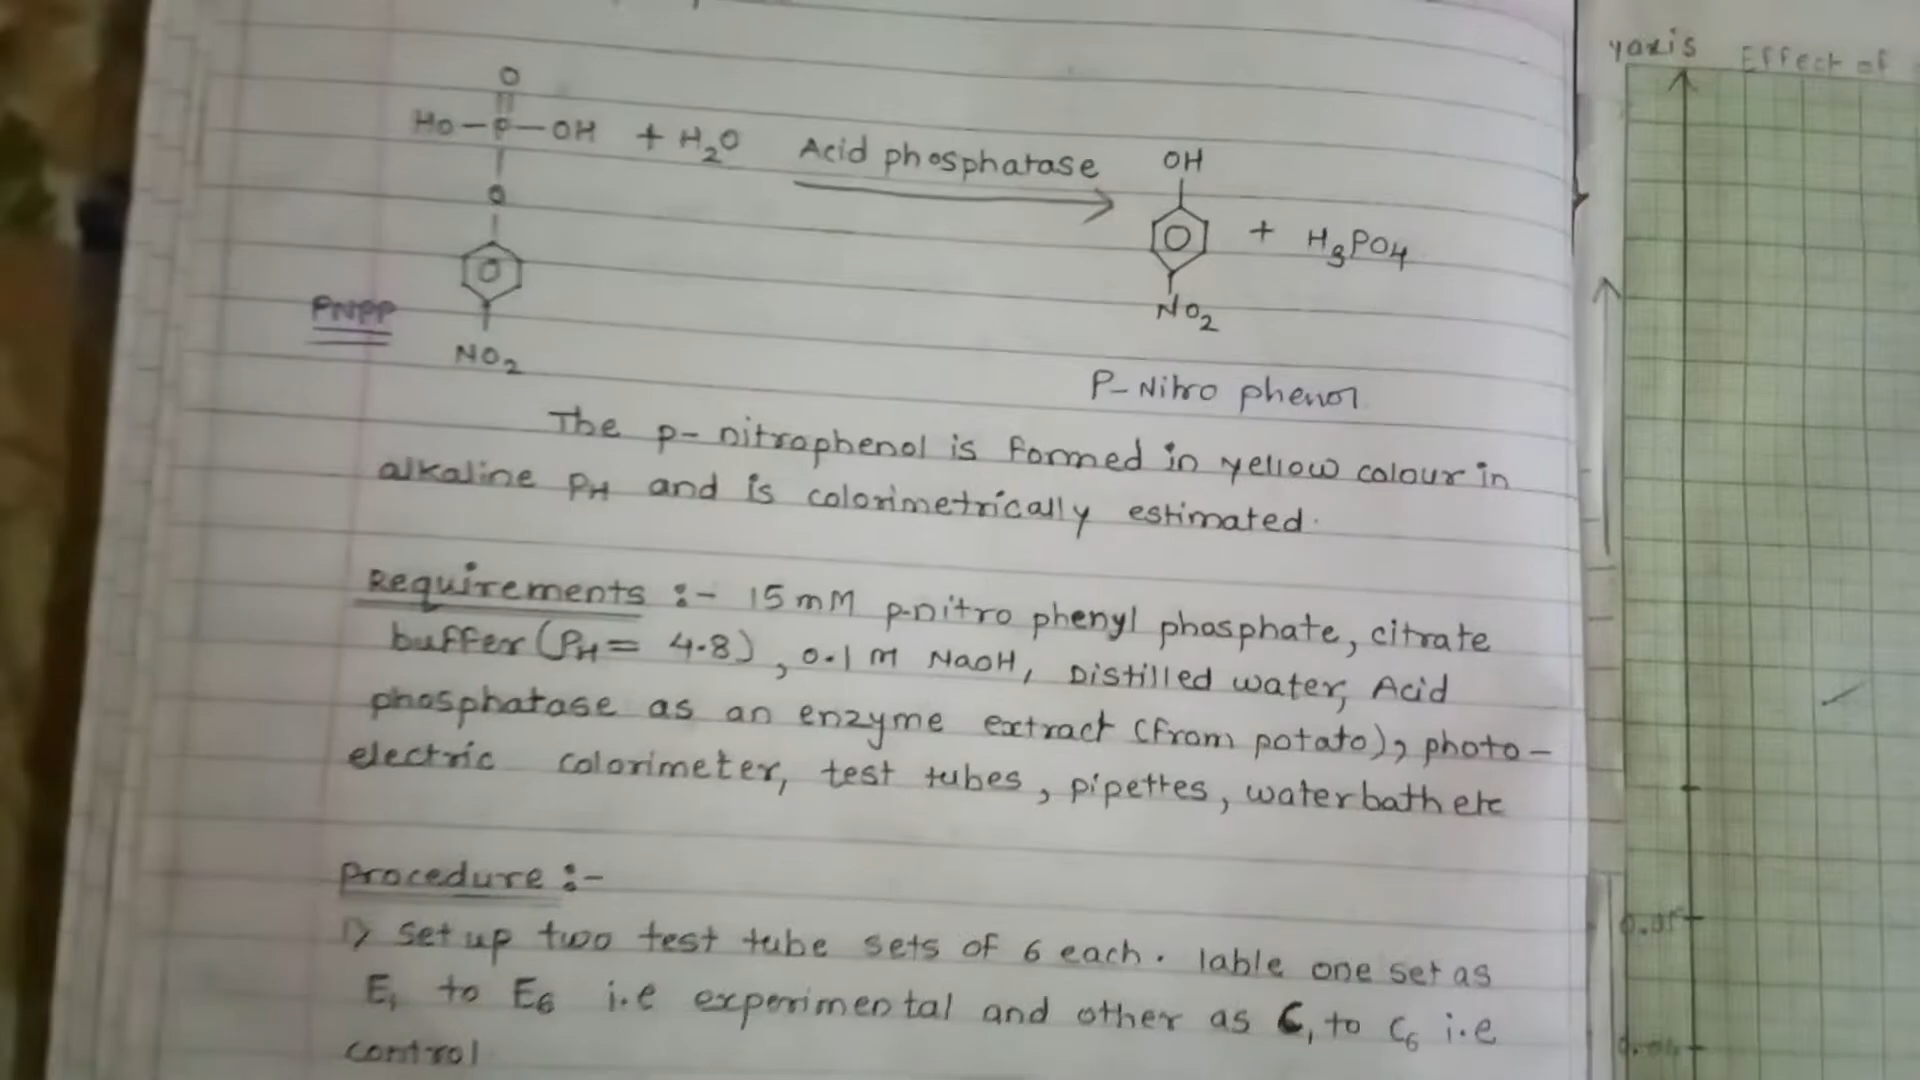 O
HO-P-OH + H2O Acid phosphatase
O
OH
+ H3PO4
NO2
PNPP
NO2
P-Nitro phenol
The p-nitrophenol is formed in yellow colour in
alkaline PH and is colorimetrically estimated.
Requirements :- 15mM p-nitro phenyl phosphate, citrate
buffer (PH= 4.8), 0.1 M NaOH, Distilled water, Acid
phosphatase as an enzyme extract (from potato), photo-
electric colorimeter, test tubes, pipettes, waterbath etc
Procedure :-
1> set up two test tube sets of 6 each. lable one set as
E1 to E6 i.e experimental and other as C1 to C6 i.e
control
yaxis Effect of